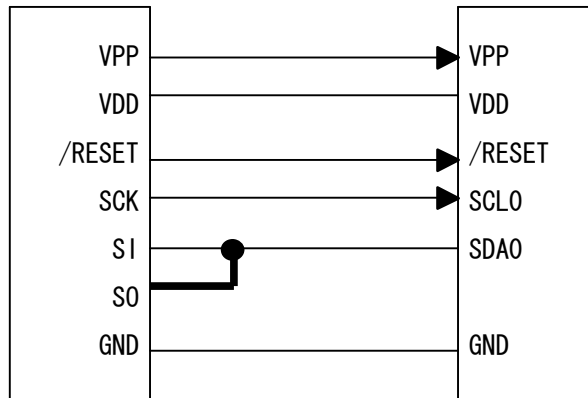 VPP VPP
VDD VDD
/RESET /RESET
SCK SCL0
SI SDA0
SO
GND GND